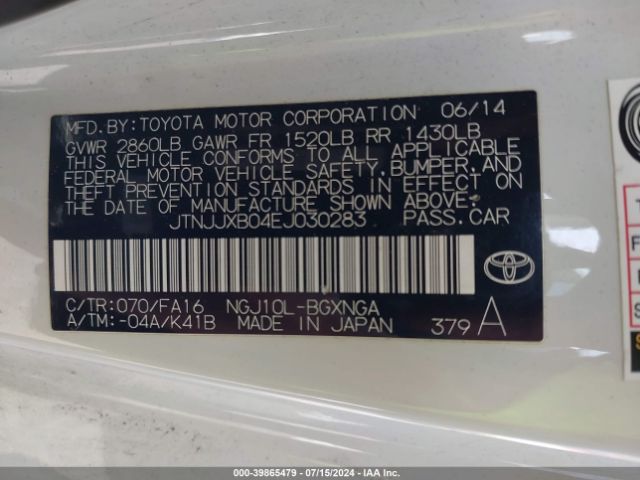 MFD. BY: TOYOTA MOTOR CORPORATION 06/14
GVWR 2860LB GAWR FR 1520LB RR 1430LB
THIS VEHICLE CONFORMS TO ALL APPLICABLE
FEDERAL MOTOR VEHICLE SAFETY, BUMPER, AND
THEFT PREVENTION STANDARDS IN EFFECT ON
THE DATE OF MANUFACTURE SHOWN ABOVE.
JTNJJXB04EJ030283 PASS.CAR
C/TR:070/FA16 NGJ10L-BGXNGA
A/TM:-04A/K41B MADE IN JAPAN 379 A
000-39865479 - 07/15/2024 - IAA Inc.